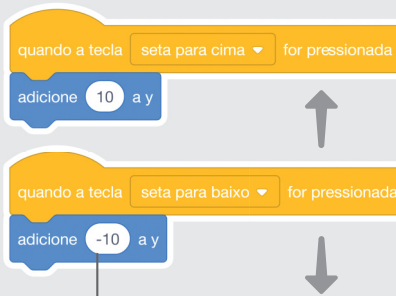 quando a tecla seta para cima for pressionada
adicione 10 a y
quando a tecla seta para baixo for pressionada
adicione -10 a y